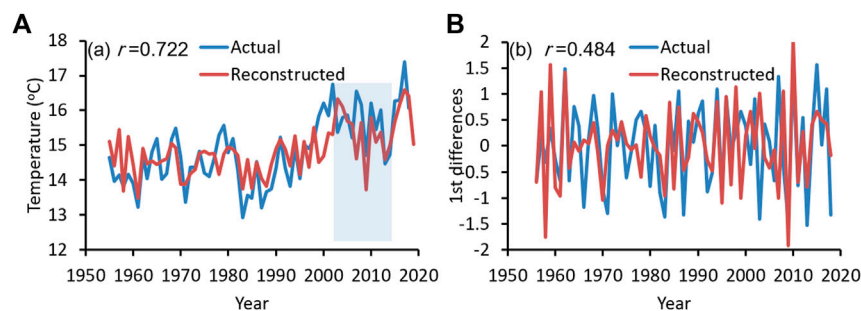 A
(a) r=0.722
Actual
Reconstructed
Temperature (°C)
18
17
16
15
14
13
12
1950 1960 1970 1980 1990 2000 2010 2020
Year
B
(b) r=0.484
Actual
Reconstructed
1st differences
2
1.5
1
0.5
0
-0.5
-1
-1.5
-2
1950 1960 1970 1980 1990 2000 2010 2020
Year